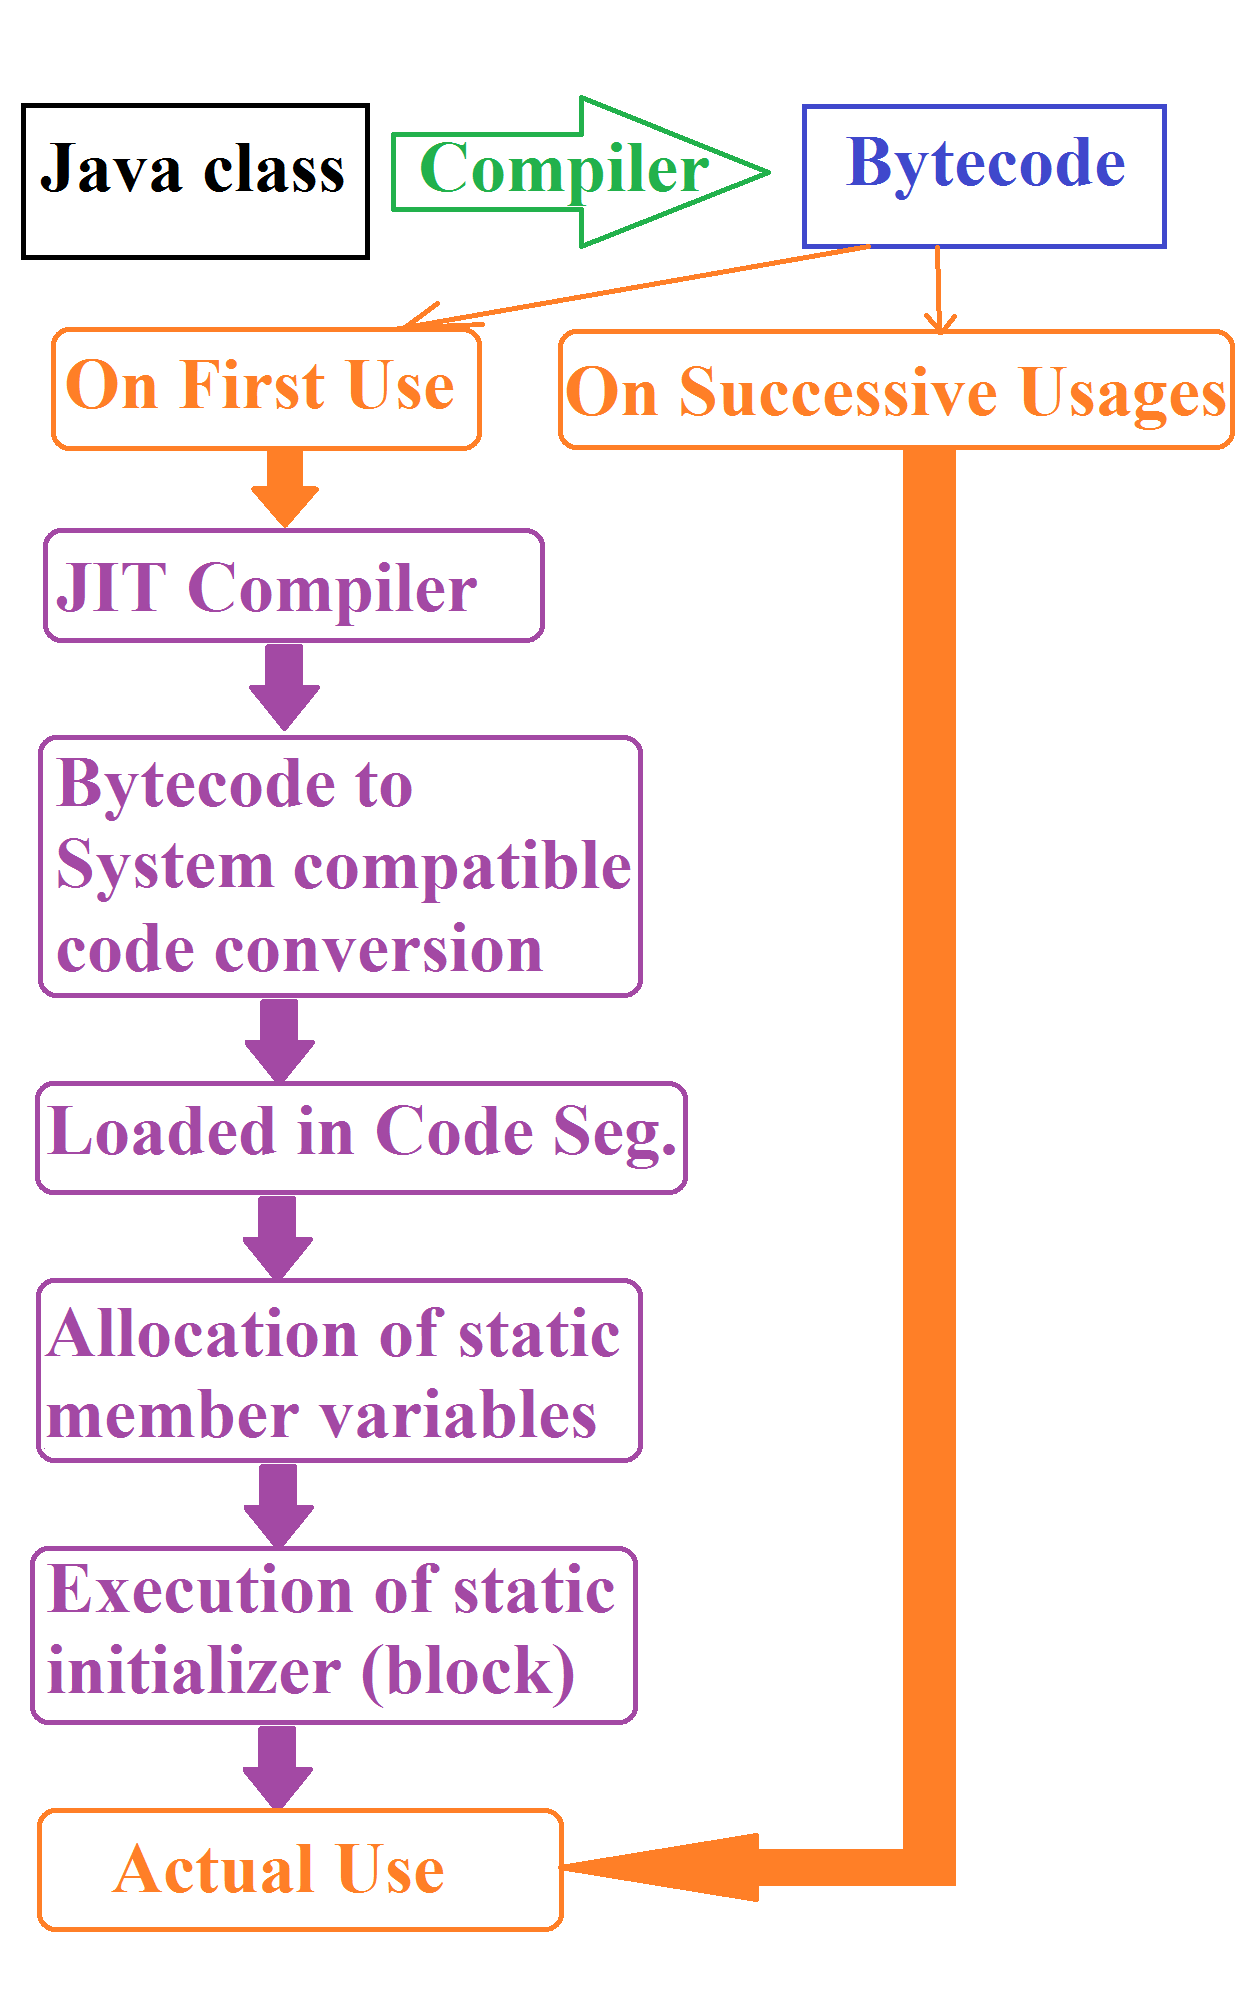 Java class
Compiler
Bytecode
On First Use
On Successive Usages
JIT Compiler
Bytecode to
System compatible
code conversion
Loaded in Code Seg.
Allocation of static
member variables
Execution of static
initializer (block)
Actual Use